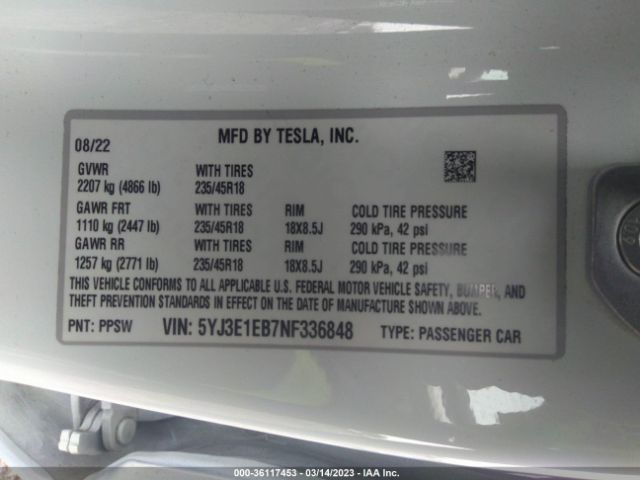 08/22 MFD BY TESLA, INC.
GVWR WITH TIRES
2207 kg (4866 lb) 235/45R18
GAWR FRT WITH TIRES RIM COLD TIRE PRESSURE
1110 kg (2447 lb) 235/45R18 18X8.5J 290 kPa, 42 psi
GAWR RR WITH TIRES RIM COLD TIRE PRESSURE
1257 kg (2771 lb) 235/45R18 18X8.5J 290 kPa, 42 psi
THIS VEHICLE CONFORMS TO ALL APPLICABLE U.S. FEDERAL MOTOR VEHICLE SAFETY, BUMPER, AND
THEFT PREVENTION STANDARDS IN EFFECT ON THE DATE OF MANUFACTURE SHOWN ABOVE.
PNT: PPSW VIN: 5YJ3E1EB7NF336848 TYPE: PASSENGER CAR
000-36117453 - 03/14/2023 - IAA Inc.